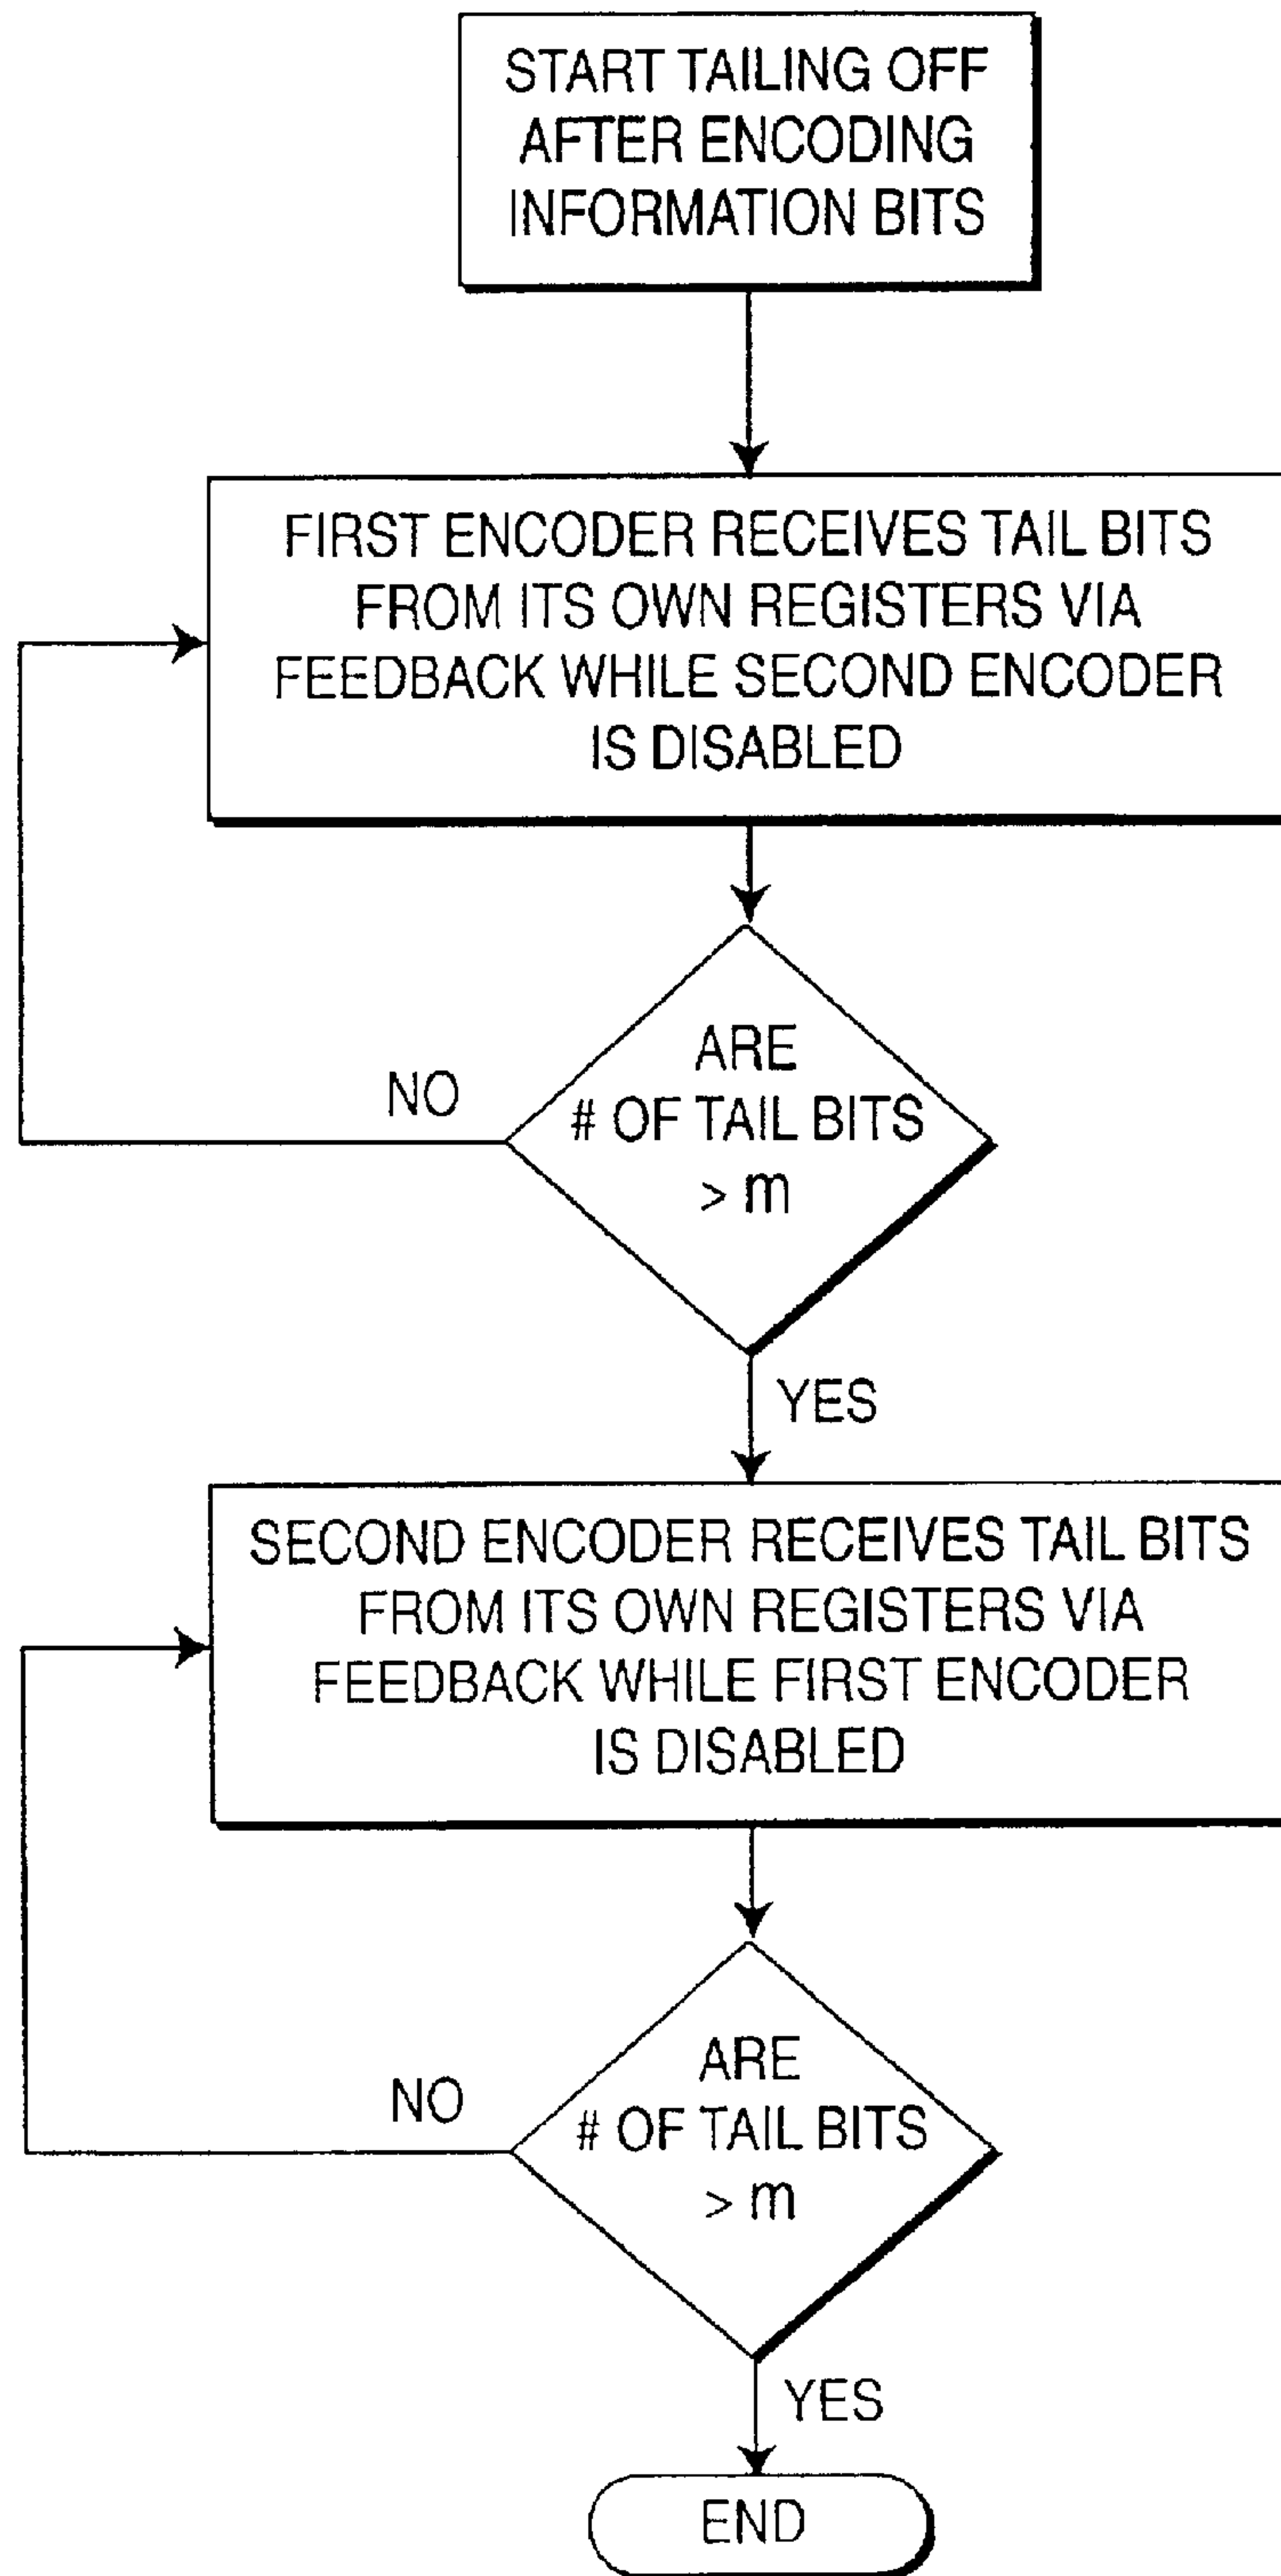 START TAILING OFF
AFTER ENCODING
INFORMATION BITS
FIRST ENCODER RECEIVES TAIL BITS
FROM ITS OWN REGISTERS VIA
FEEDBACK WHILE SECOND ENCODER
IS DISABLED
ARE
# OF TAIL BITS
> m
NO
YES
SECOND ENCODER RECEIVES TAIL BITS
FROM ITS OWN REGISTERS VIA
FEEDBACK WHILE FIRST ENCODER
IS DISABLED
ARE
# OF TAIL BITS
> m
NO
YES
END